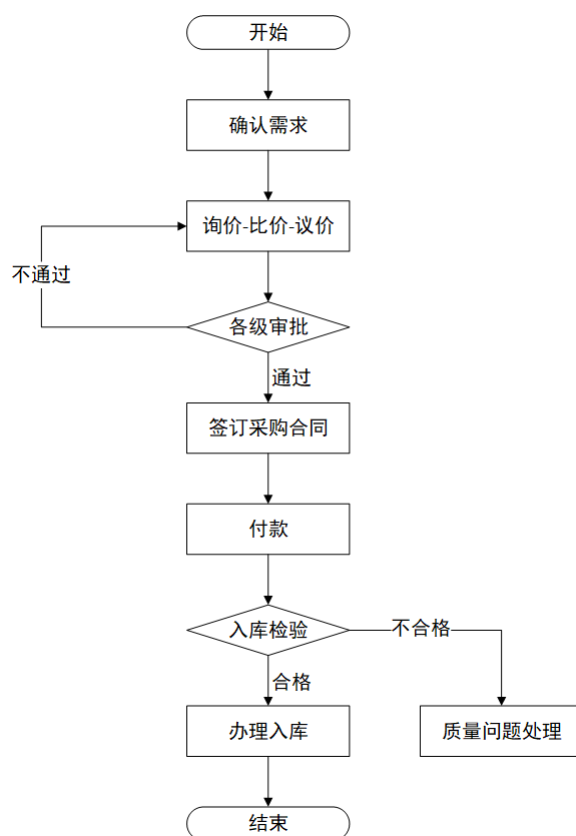 开始
确认需求
询价-比价-议价
不通过
各级审批
通过
签订采购合同
付款
入库检验
不合格
合格
办理入库
质量问题处理
结束